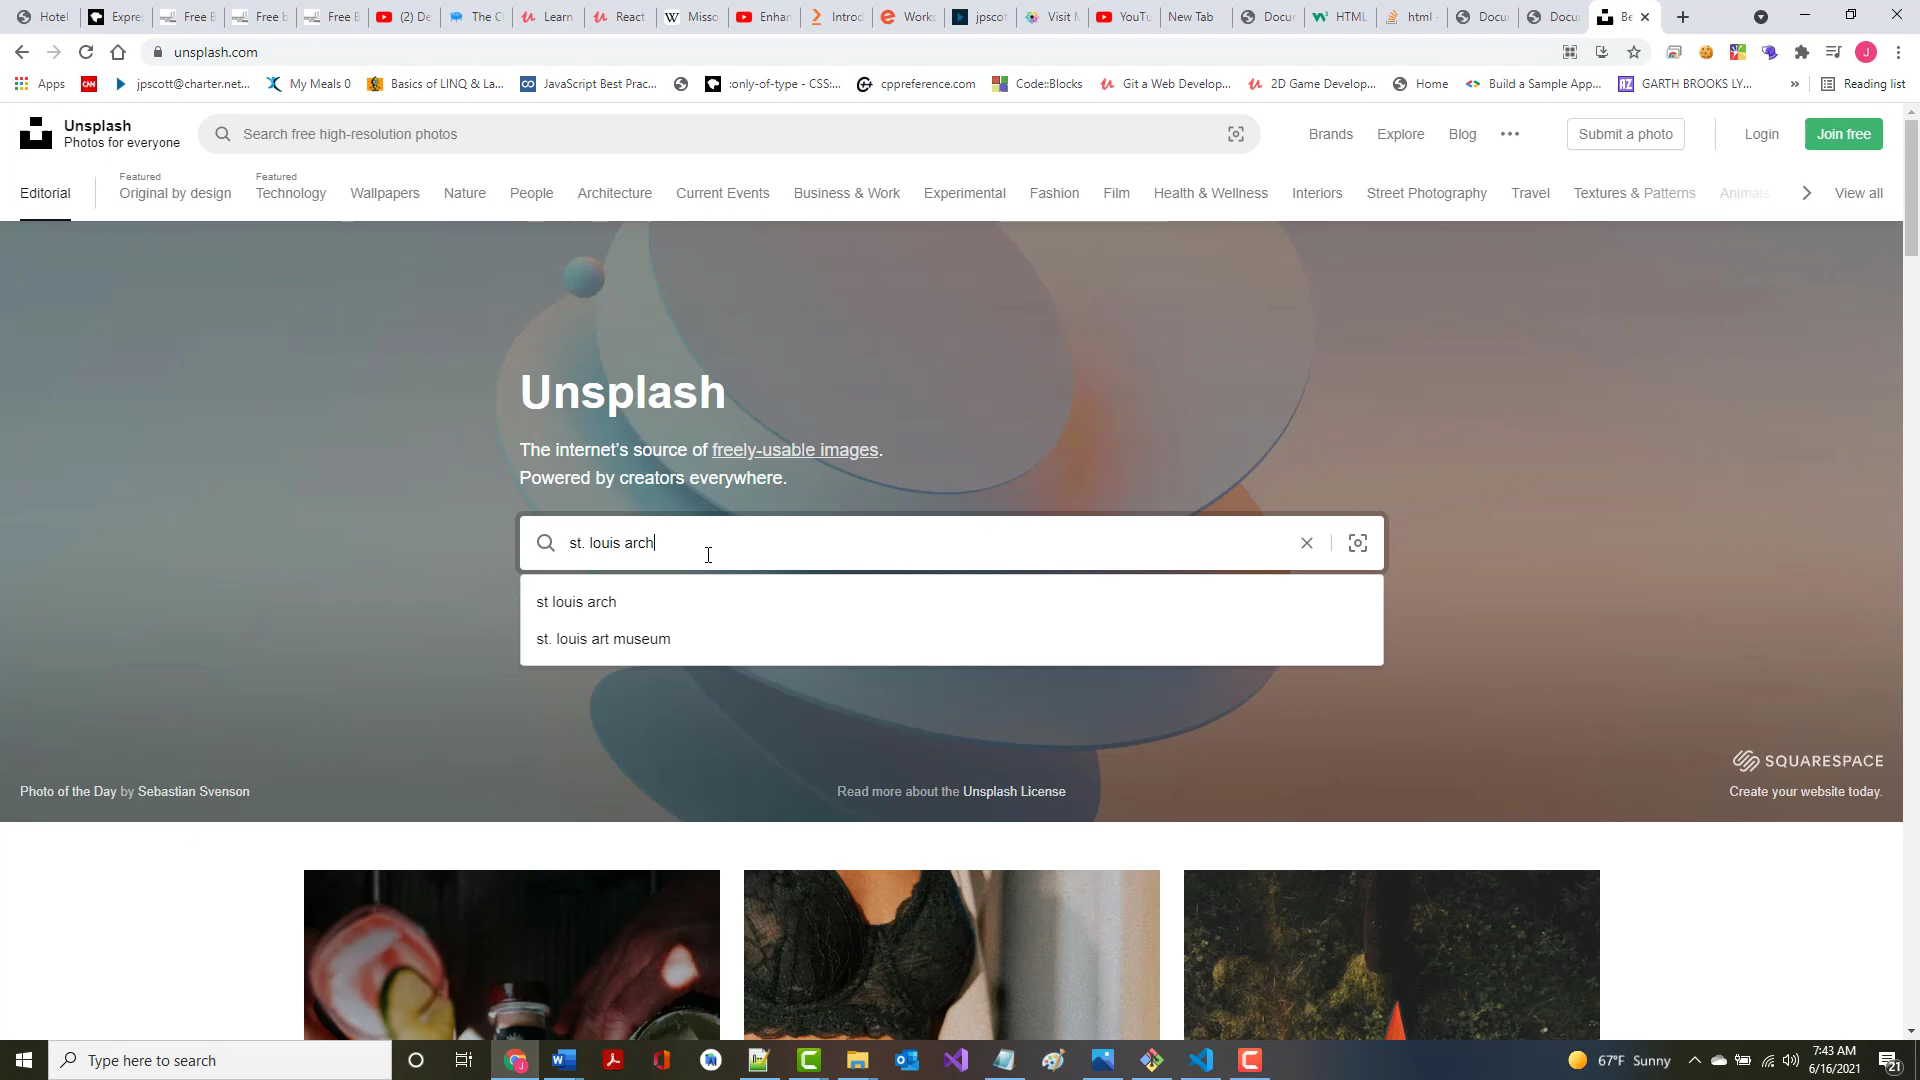 Hotel
Expre
Free B
Free b
Free B
(2) De
The C
Learn
React
Misso
Enhan
Introd
Works
jpscot
Visit
YouTu
New Tab
Docu
HTML
html
Docu
Docu
Be
unsplash.com
Apps
CNN
jpscott@charter.net...
My Meals 0
Basics of LINQ & La...
JavaScript Best Prac...
:only-of-type - CSS:...
cppreference.com
Code::Blocks
Git a Web Develop...
2D Game Develop...
Home
Build a Sample App...
GARTH BROOKS LY...
»
Reading list
Unsplash
Photos for everyone
Search free high-resolution photos
Brands
Explore
Blog
Submit a photo
Login
Join free
Editorial
Featured
Original by design
Featured
Technology
Wallpapers
Nature
People
Architecture
Current Events
Business & Work
Experimental
Fashion
Film
Health & Wellness
Interiors
Street Photography
Travel
Textures & Patterns
Animals
View all
Unsplash
The internet's source of freely-usable images.
Powered by creators everywhere.
st. louis arch
st louis arch
st. louis art museum
SQUARESPACE
Photo of the Day by Sebastian Svenson
Read more about the Unsplash License
Create your website today.
Type here to search
67°F Sunny
7:43 AM
6/16/2021
21